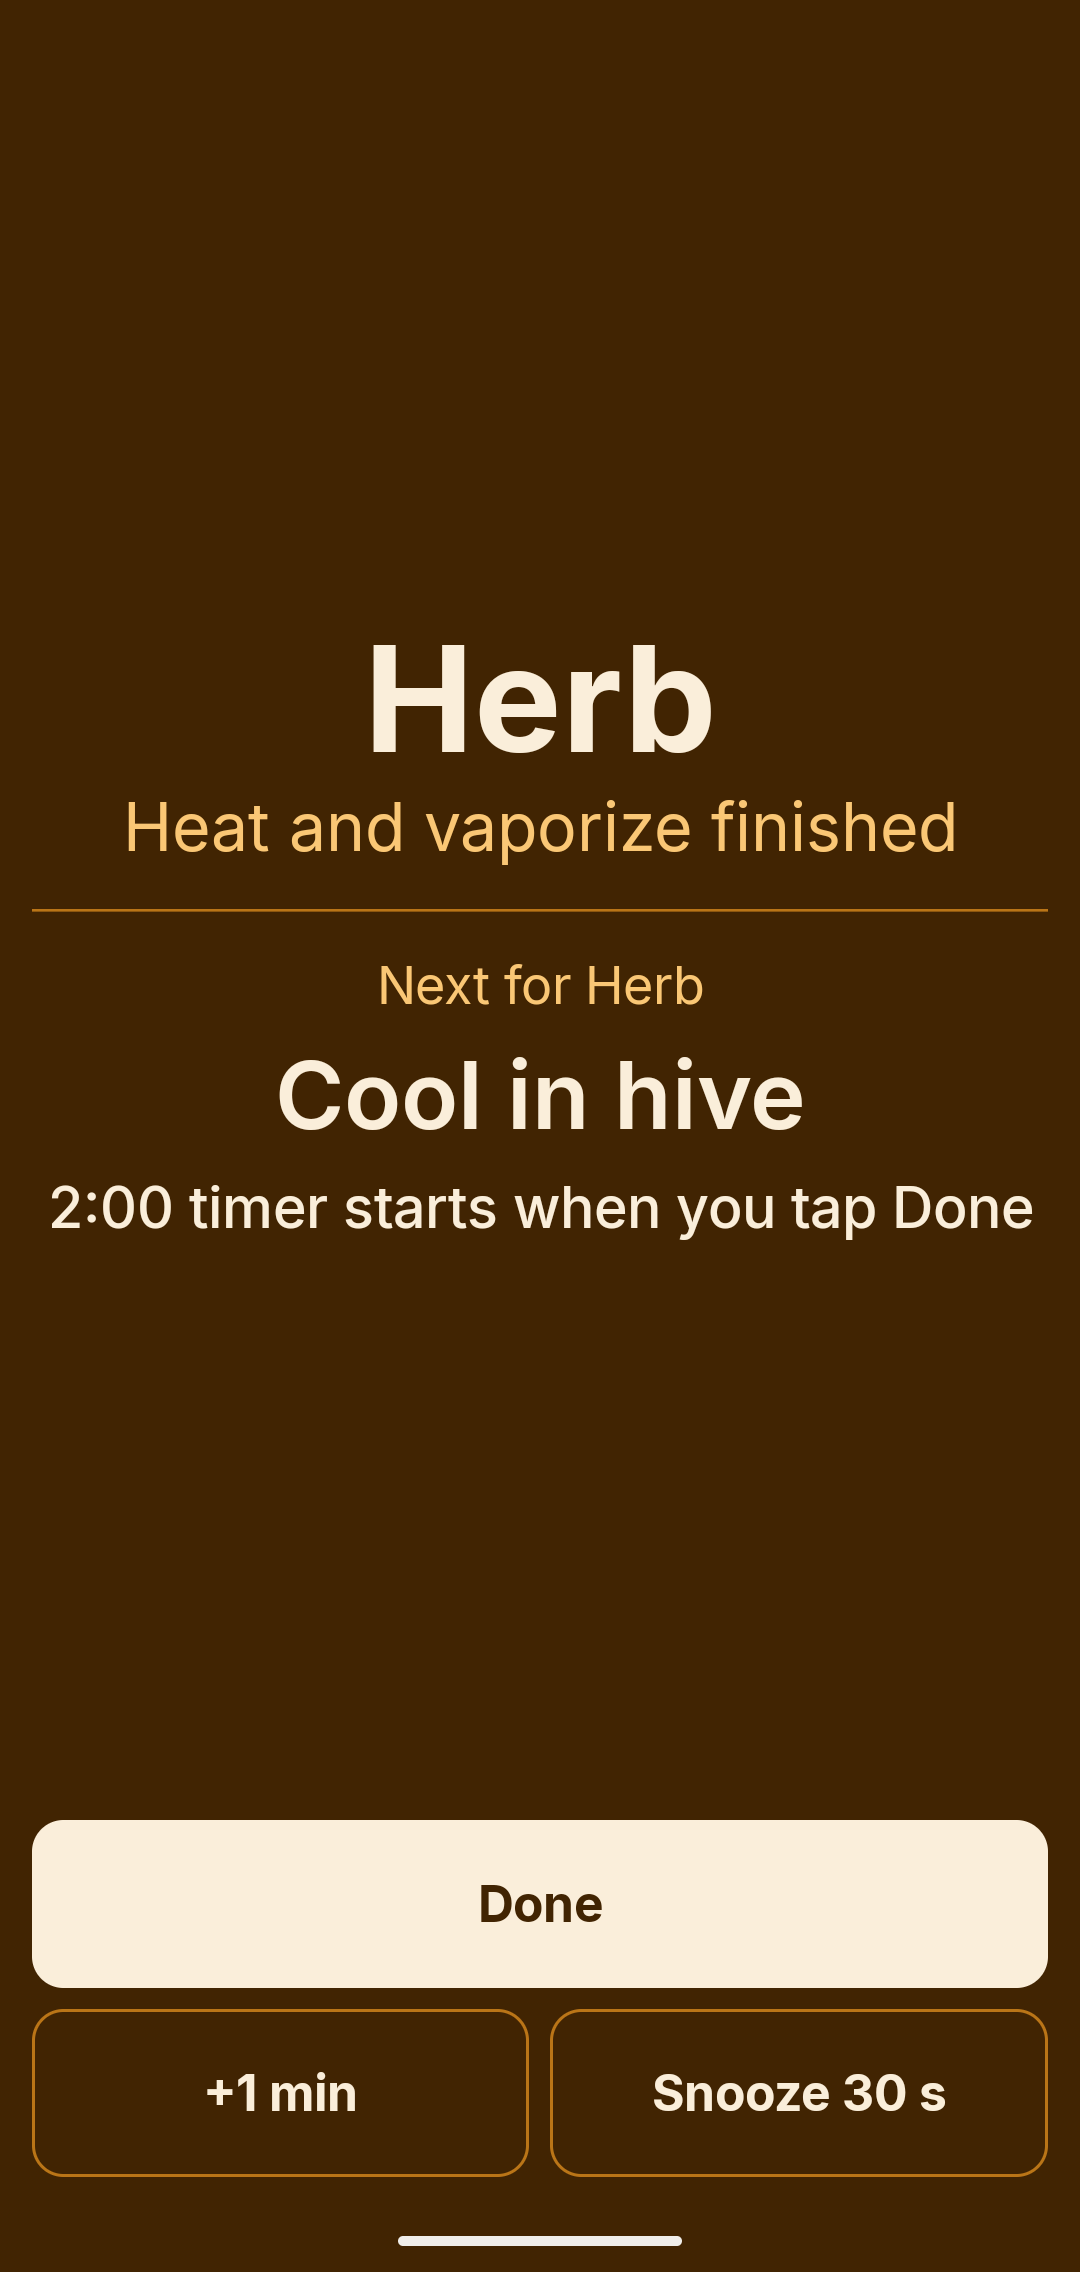 Herb
Heat and vaporize finished
Next for Herb
Cool in hive
2:00 timer starts when you tap Done
Done
+1 min
Snooze 30 s